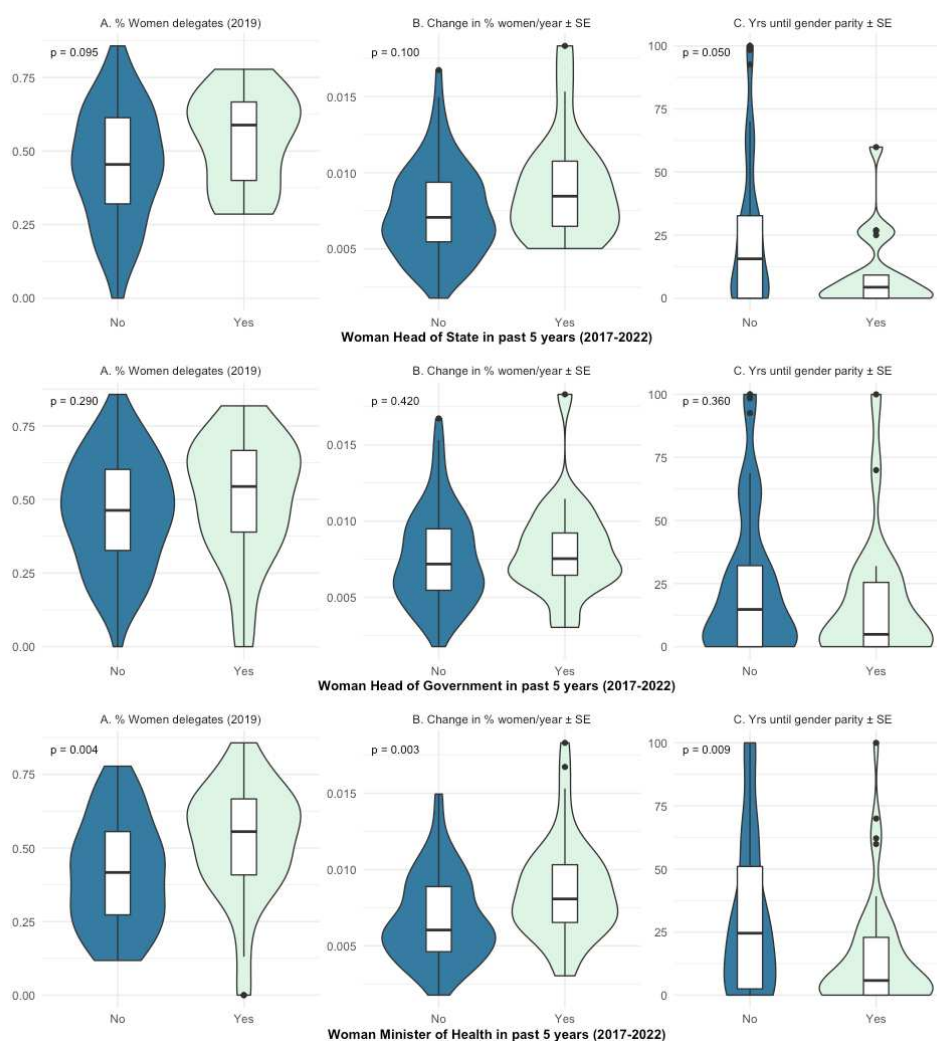 A. % Women delegates (2019)
B. Change in % women/year ± SE
C. Yrs until gender parity ± SE
p = 0.095
p = 0.100
p = 0.050
0.75
0.50
0.25
0.00
0.015
0.010
0.005
100
75
50
25
0
No
Yes
No
Yes
No
Yes
Woman Head of State in past 5 years (2017-2022)
A. % Women delegates (2019)
B. Change in % women/year ± SE
C. Yrs until gender parity ± SE
p = 0.290
p = 0.420
p = 0.360
0.75
0.50
0.25
0.00
0.015
0.010
0.005
100
75
50
25
0
No
Yes
No
Yes
No
Yes
Woman Head of Government in past 5 years (2017-2022)
A. % Women delegates (2019)
B. Change in % women/year ± SE
C. Yrs until gender parity ± SE
p = 0.004
p = 0.003
p = 0.009
0.75
0.50
0.25
0.00
0.015
0.010
0.005
100
75
50
25
0
No
Yes
No
Yes
No
Yes
Woman Minister of Health in past 5 years (2017-2022)